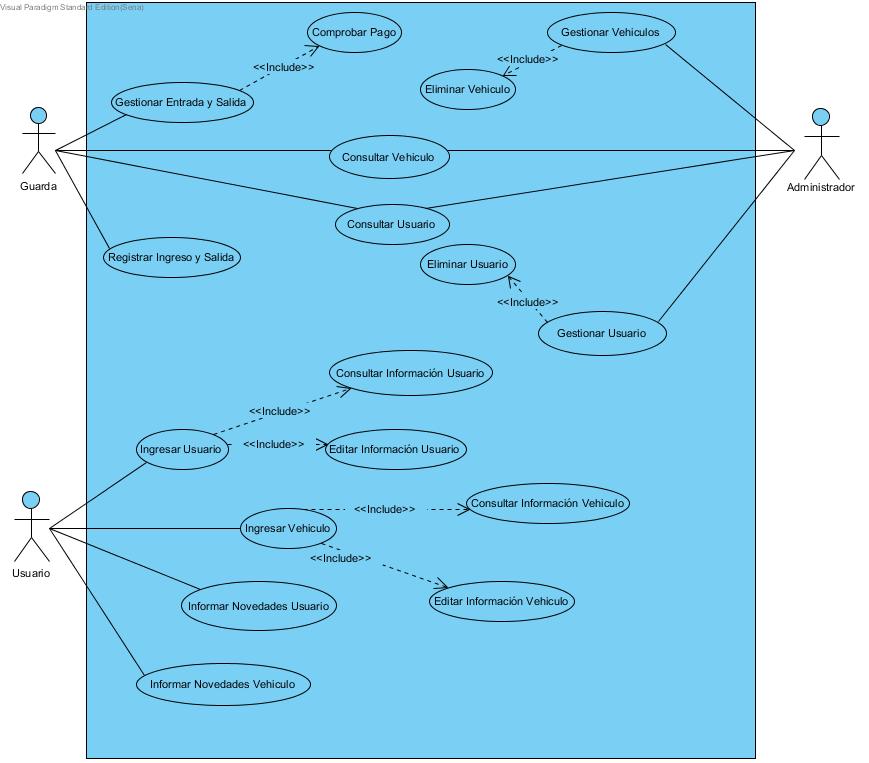 Visual Paradigm Standard Edition(Sena)
Comprobar Pago
Gestionar Vehiculos
<<Include>>
<<Include>>
Eliminar Vehiculo
Gestionar Entrada y Salida
Guarda
Consultar Vehiculo
Administrador
Consultar Usuario
Registrar Ingreso y Salida
Eliminar Usuario
<<Include>>
Gestionar Usuario
Consultar Información Usuario
<<Include>>
Ingresar Usuario
<<Include>>
Editar Información Usuario
Consultar Información Vehiculo
<<Include>>
Ingresar Vehiculo
<<Include>>
Usuario
Editar Información Vehiculo
Informar Novedades Usuario
Informar Novedades Vehiculo